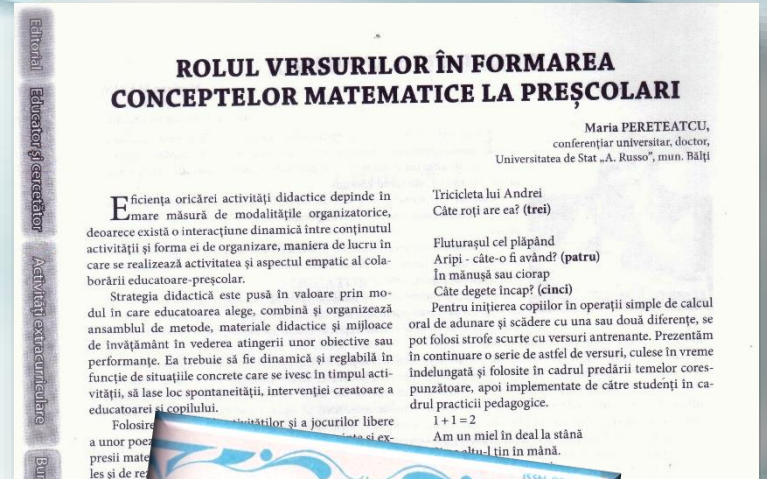 Editorial
Educator și cercetător
Activități extracurriculare
ROLUL VERSURILOR ÎN FORMAREA
CONCEPTELOR MATEMATICE LA PREȘCOLARI
Maria PERETEATCU,
conferențiar universitar, doctor,
Universitatea de Stat „A. Russo”, mun. Bălți
Eficiența oricărei activități didactice depinde în
mare măsură de modalitățile organizatorice,
deoarece există o interacțiune dinamică între conținutul
activității și forma ei de organizare, maniera de lucru în
care se realizează activitatea și aspectul empatic al cola-
borării educatoare-preșcolar.
Strategia didactică este pusă în valoare prin mo-
dul în care educatoarea alege, combină și organizează
ansamblul de metode, materiale didactice și mijloace
de învățământ în vederea atingerii unor obiective sau
performanțe. Ea trebuie să fie dinamică și reglabilă în
funcție de situațiile concrete care se ivesc în timpul acti-
vității, să lase loc spontaneității, intervenției creatoare a
educatoarei și copilului.
și a jocurilor libere
a unor
și ex-
presii
les și de
Tricicleta lui Andrei
Câte roți are ea? (trei)
Fluturașul cel plăpând
Aripi - câte-o fi având? (patru)
În mănușă sau ciorap
Câte degete încap? (cinci)
Pentru inițierea copiilor în operații simple de calcul
oral de adunare și scădere cu una sau două diferențe, se
pot folosi strofe scurte cu versuri antrenante. Prezentăm
în continuare o serie de astfel de versuri, culese în vreme
îndelungată și folosite în cadrul predării temelor cores-
punzătoare, apoi implementate de către studenți în ca-
drul practicii pedagogice.
1 + 1 = 2
Am un miel în deal la stână
țin în mână.